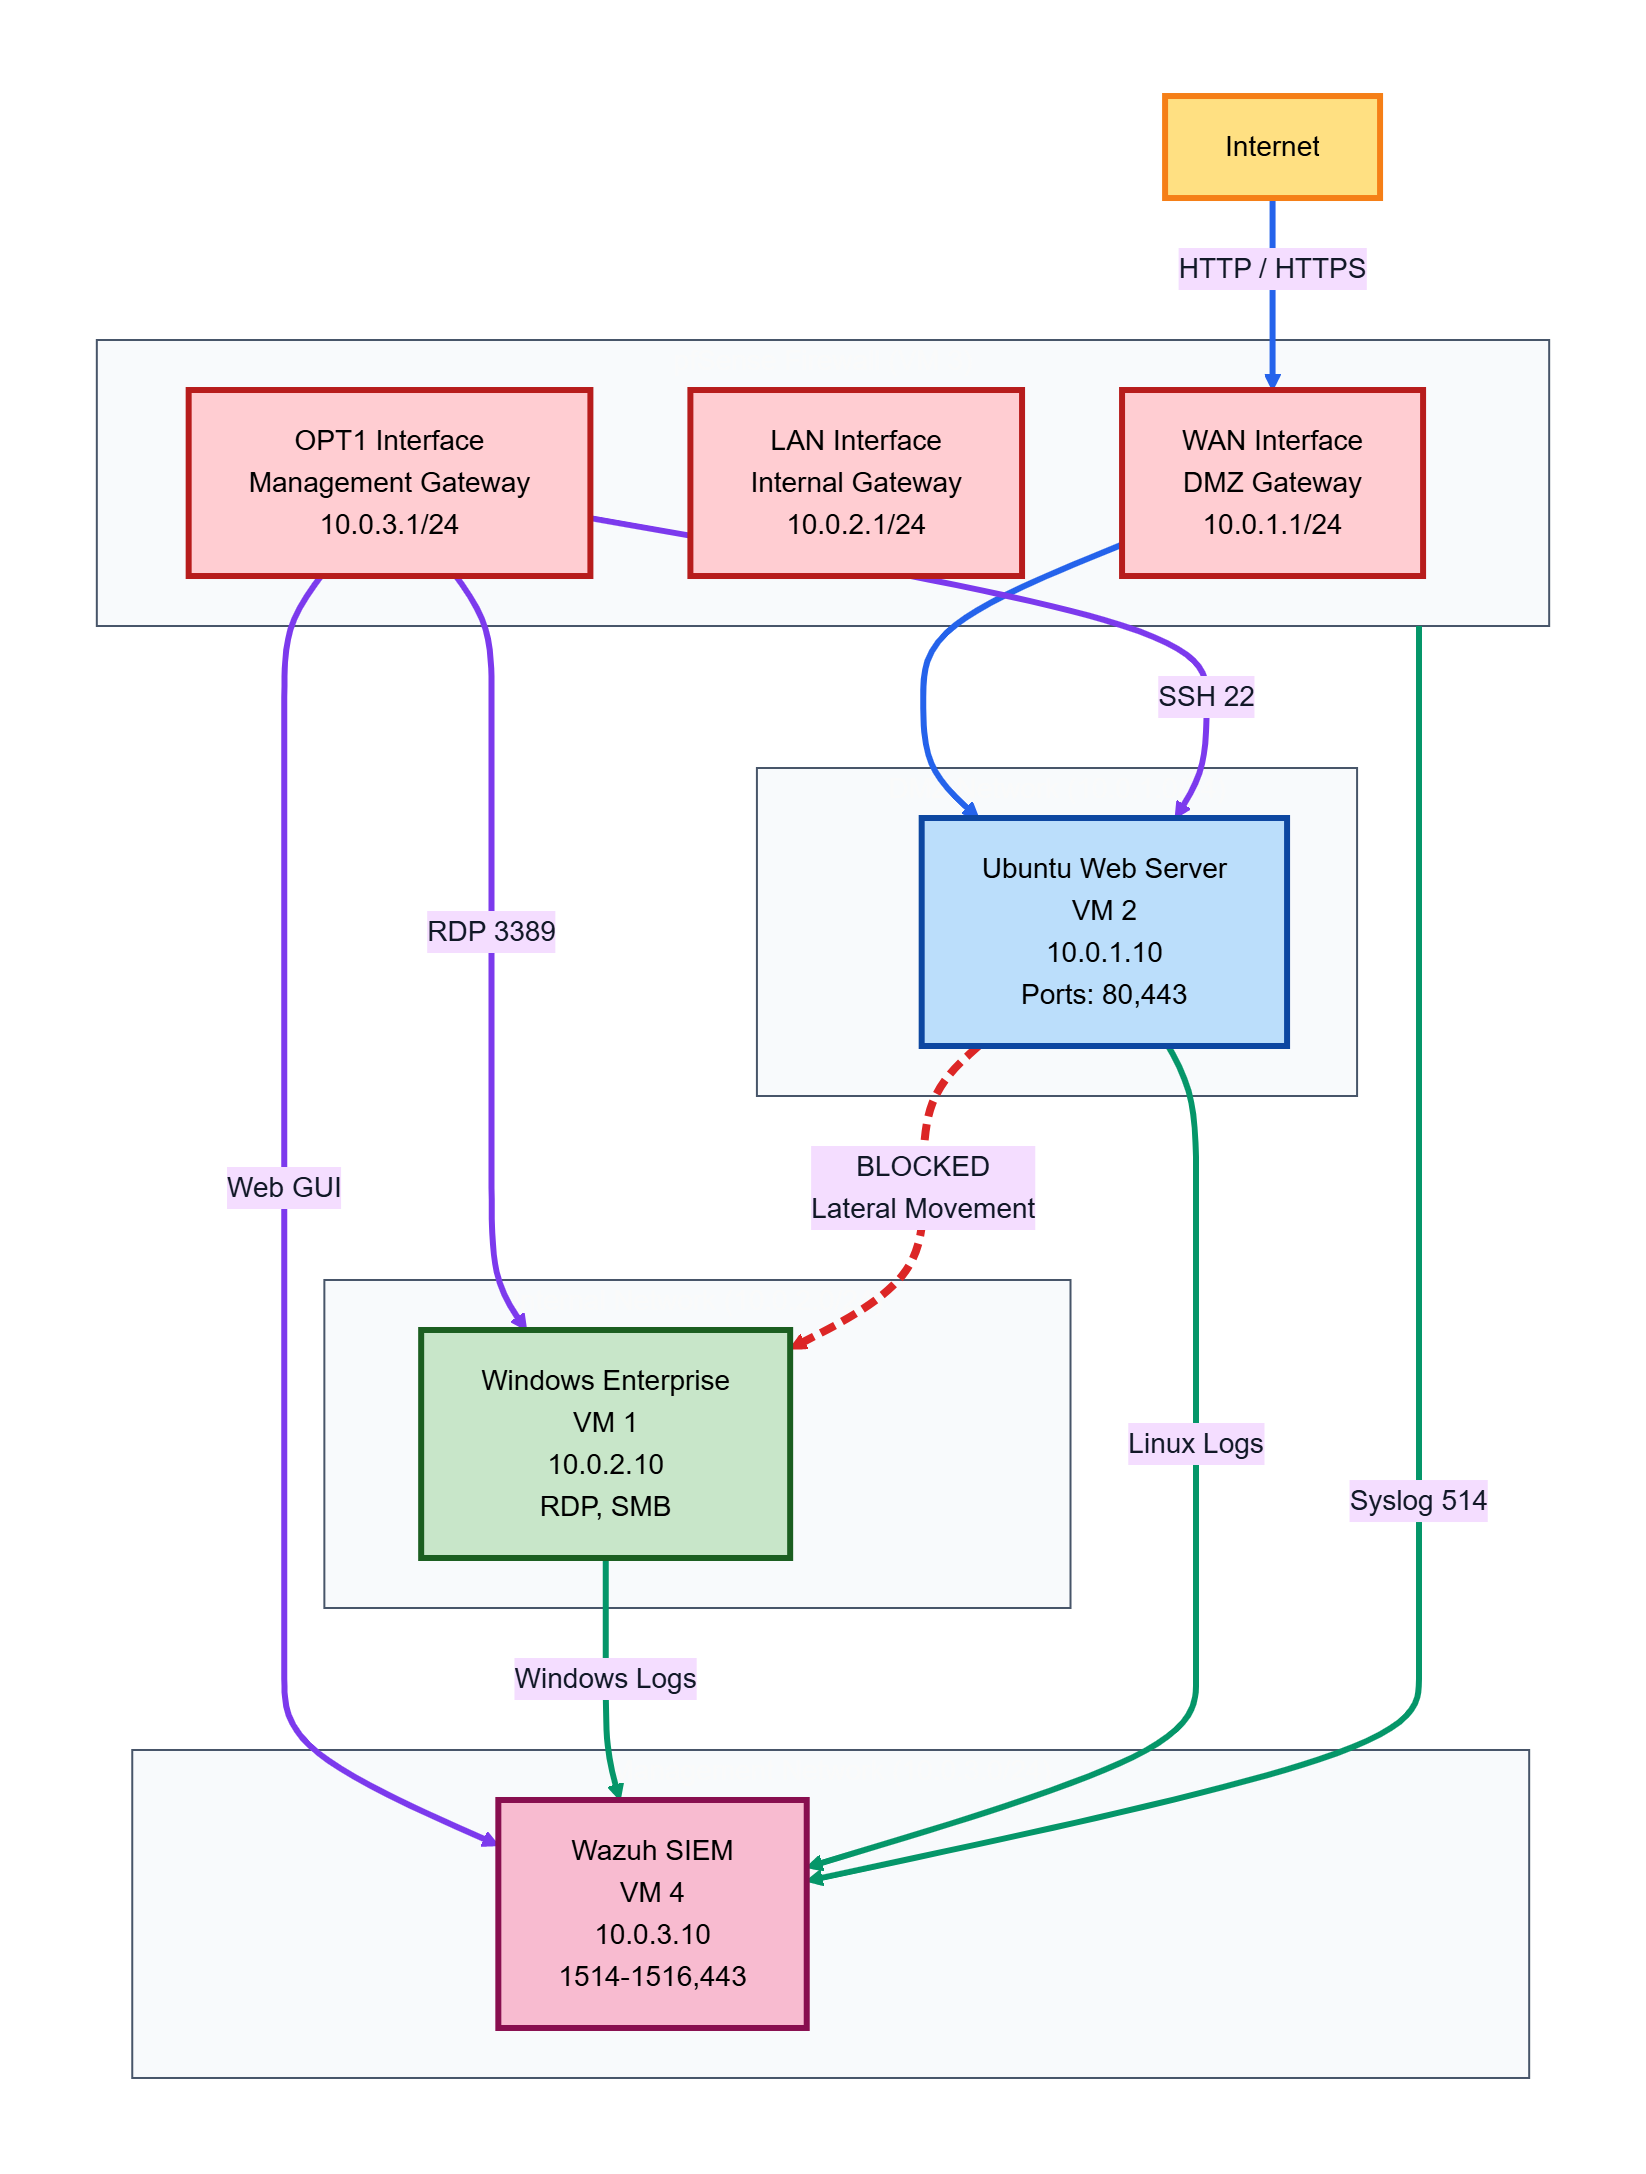 Internet
HTTP / HTTPS
OPT1 Interface
Management Gateway
10.0.3.1/24
LAN Interface
Internal Gateway
10.0.2.1/24
WAN Interface
DMZ Gateway
10.0.1.1/24
SSH 22
Ubuntu Web Server
VM 2
10.0.1.10
Ports: 80,443
RDP 3389
Web GUI
BLOCKED
Lateral Movement
Windows Enterprise
VM 1
10.0.2.10
RDP, SMB
Linux Logs
Syslog 514
Windows Logs
Wazuh SIEM
VM 4
10.0.3.10
1514-1516,443